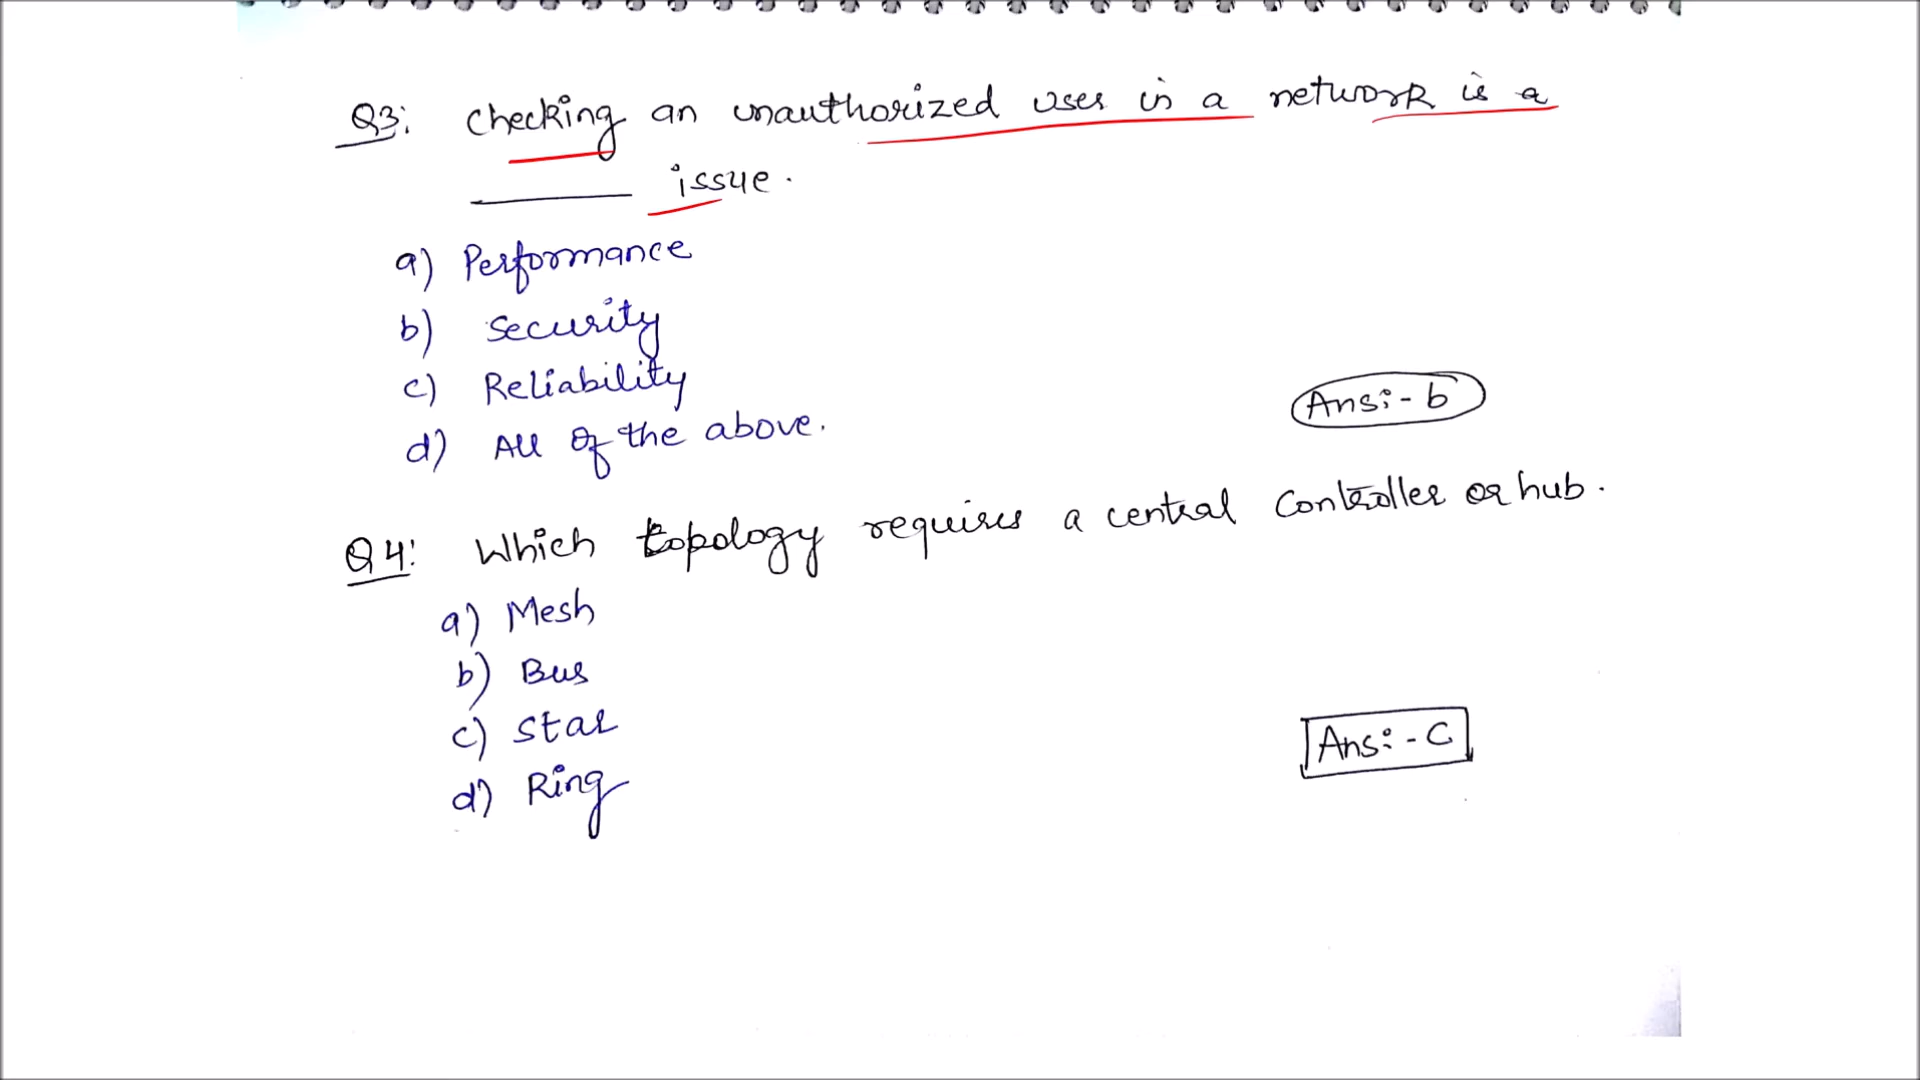 Q3: Checking an unauthorized user in a network is a
______ issue.
a) Performance
b) Security
c) Reliability
d) All of the above.
Ans:- b
Q4: Which topology requires a central Controller or hub.
a) Mesh
b) Bus
c) Star
d) Ring
Ans:- C